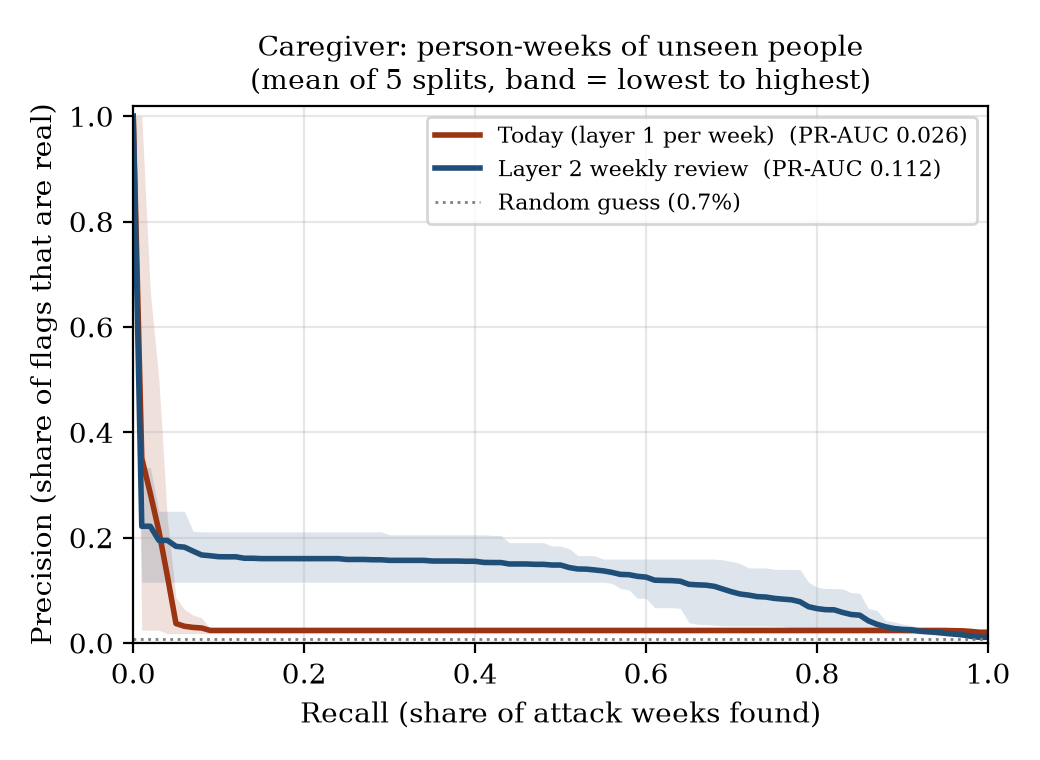 Caregiver: person-weeks of unseen people
(mean of 5 splits, band = lowest to highest)
Precision (share of flags that are real)
1.0
0.8
0.6
0.4
0.2
0.0
Today (layer 1 per week)  (PR-AUC 0.026)
Layer 2 weekly review  (PR-AUC 0.112)
Random guess (0.7%)
0.0 0.2 0.4 0.6 0.8 1.0
Recall (share of attack weeks found)